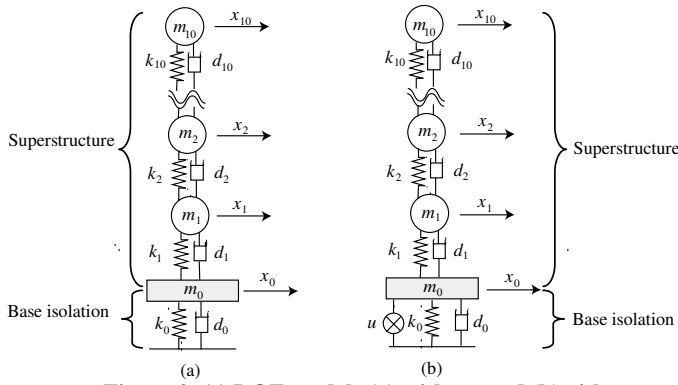 x10 x10
m10 m10
k10 d10 k10 d10
x2 x2
Superstructure m2 m2 Superstructure
k2 d2 k2 d2
x1 x1
m1 m1
k1 d1 k1 d1
x0 x0
m0 m0
Base isolation k0 d0 u k0 d0 Base isolation
(a) (b)